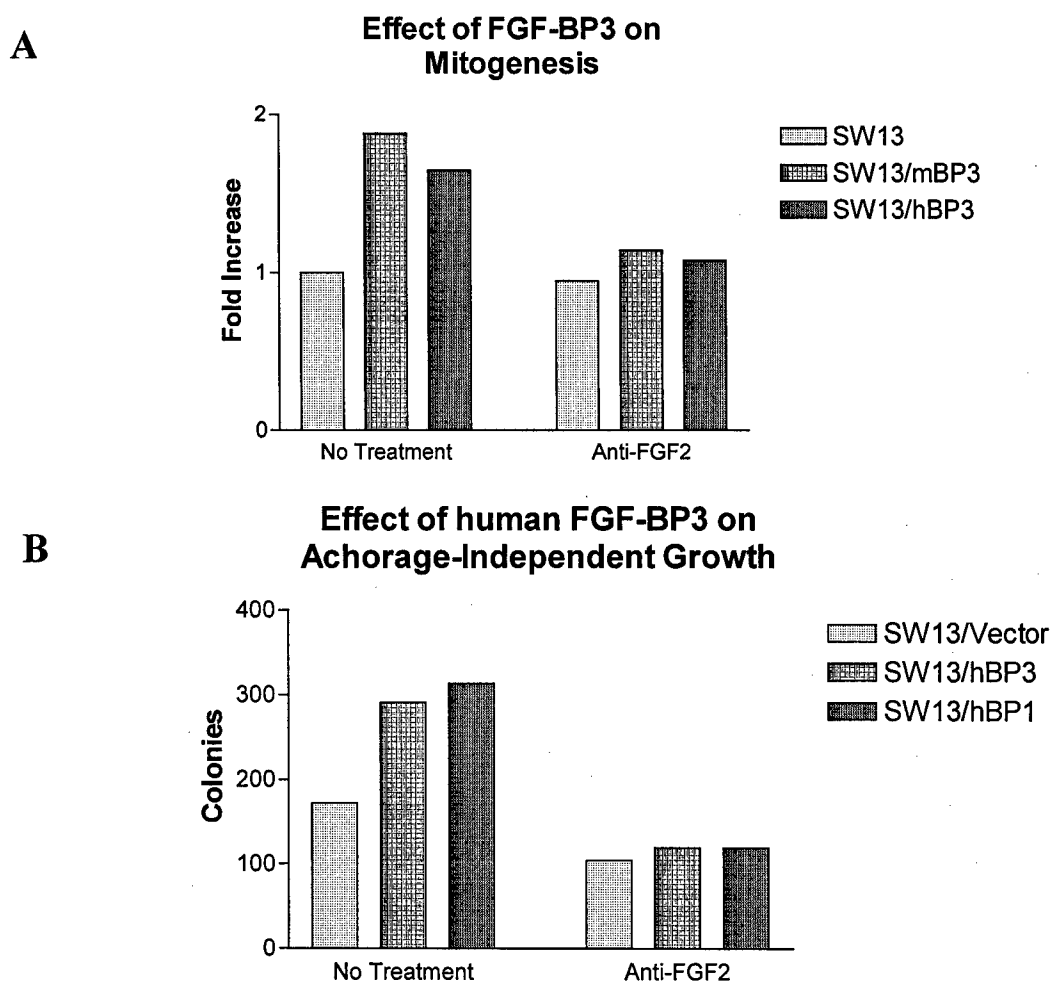 A
Effect of FGF-BP3 on
Mitogenesis
2
1
0
Fold Increase
No Treatment
Anti-FGF2
SW13
SW13/mBP3
SW13/hBP3
B
Effect of human FGF-BP3 on
Achorage-Independent Growth
400
300
200
100
0
Colonies
No Treatment
Anti-FGF2
SW13/Vector
SW13/hBP3
SW13/hBP1